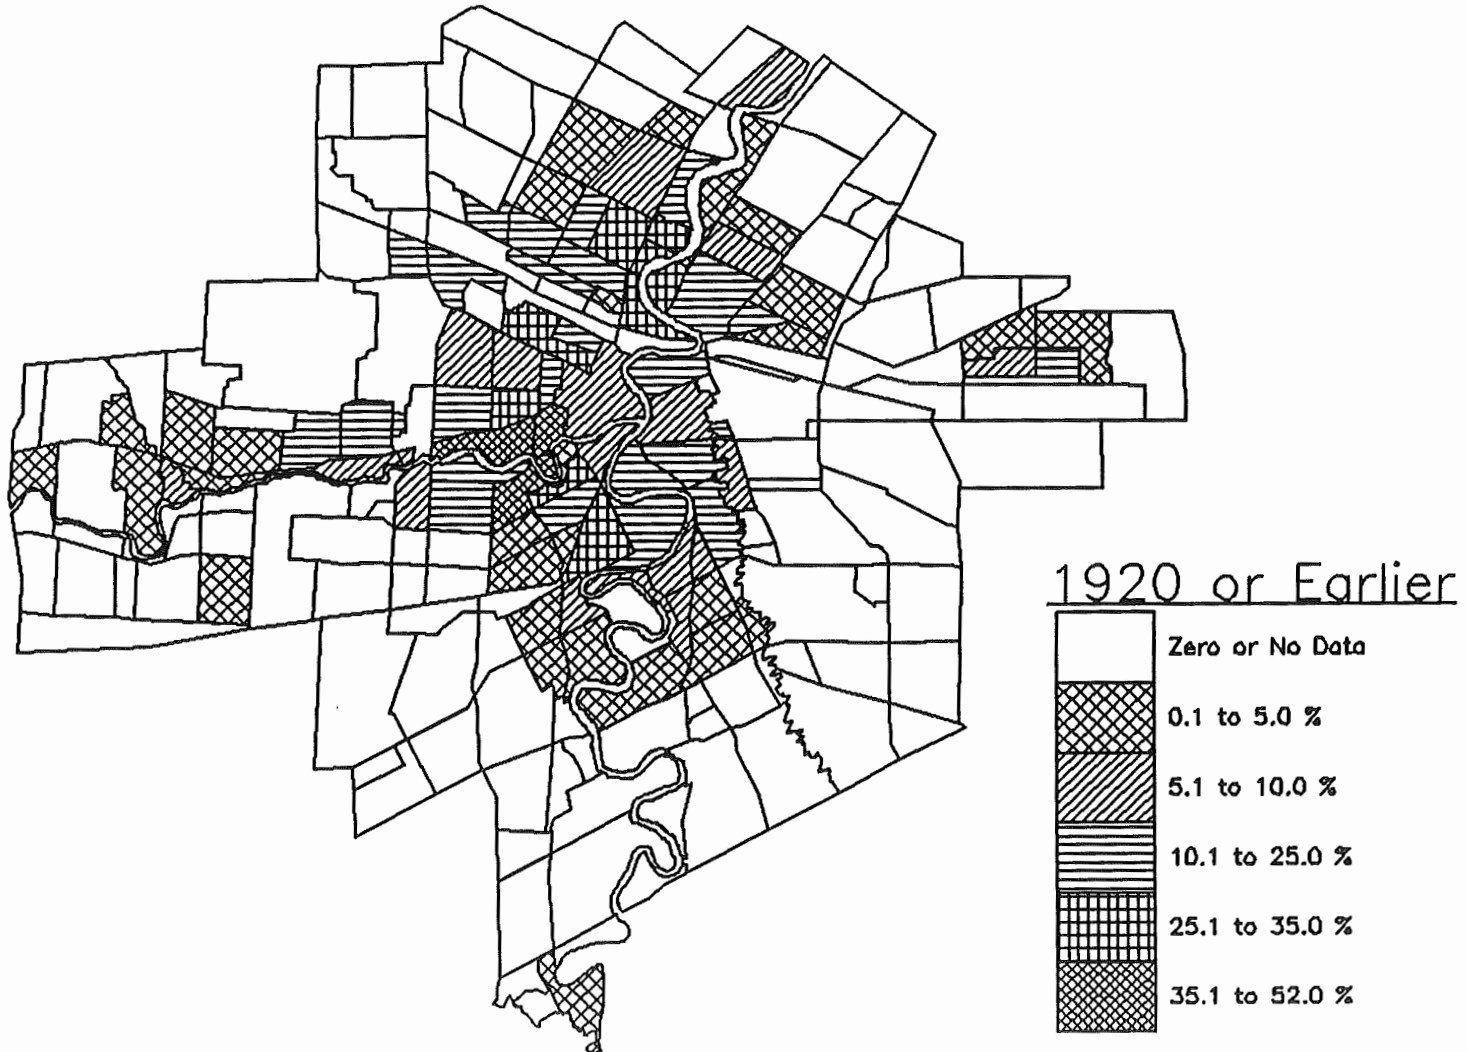 1920 or Earlier
Zero or No Data
0.1 to 5.0 %
5.1 to 10.0 %
10.1 to 25.0 %
25.1 to 35.0 %
35.1 to 52.0 %